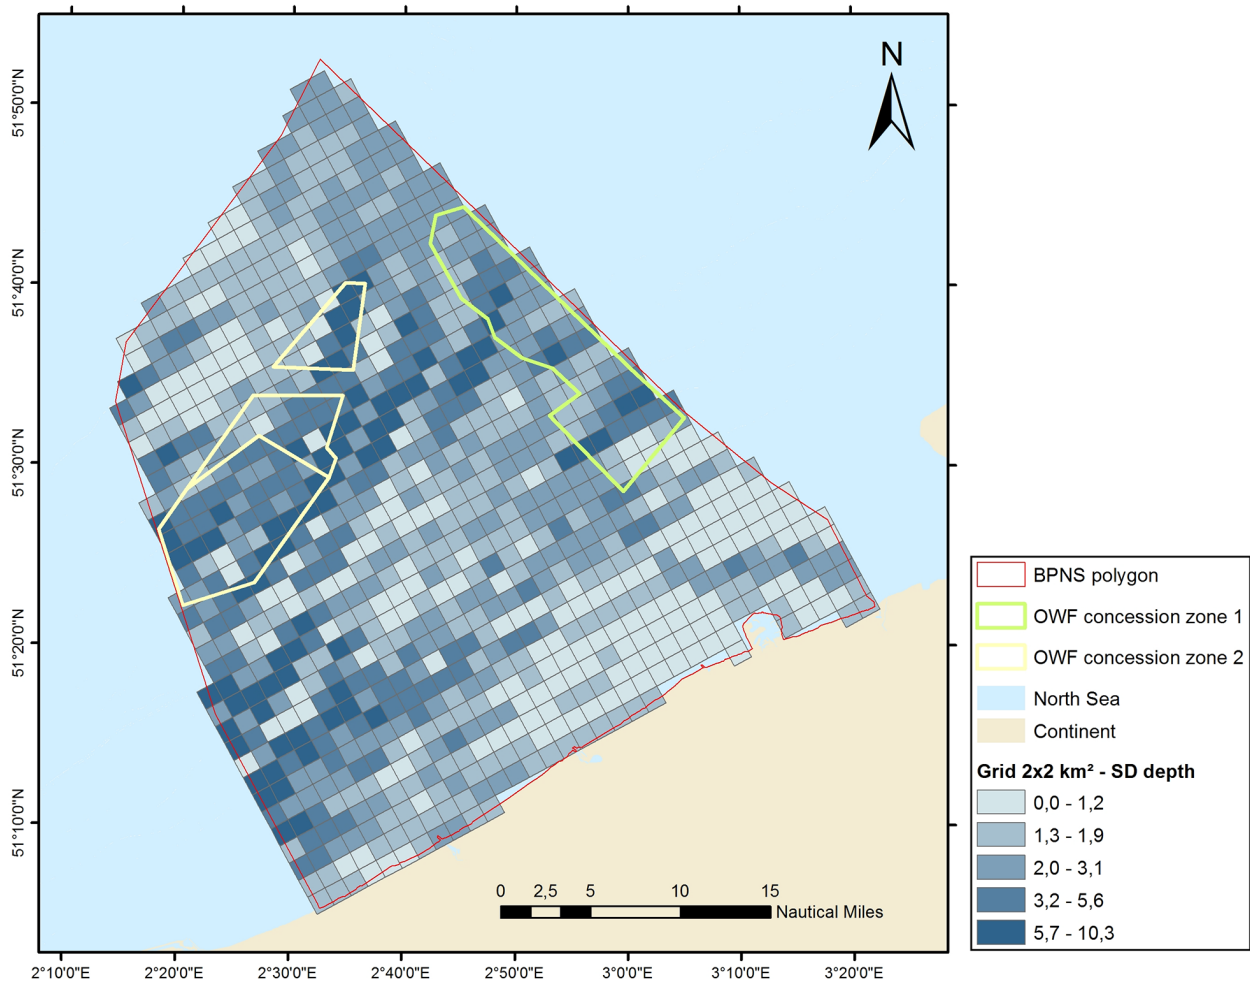 N
51°50'0"N
51°40'0"N
51°30'0"N
51°20'0"N
51°10'0"N
2°10'0"E
2°20'0"E
2°30'0"E
2°40'0"E
2°50'0"E
3°0'0"E
3°10'0"E
3°20'0"E
0 2,5 5 10 15
Nautical Miles
BPNS polygon
OWF concession zone 1
OWF concession zone 2
North Sea
Continent
Grid 2x2 km² - SD depth
0,0 - 1,2
1,3 - 1,9
2,0 - 3,1
3,2 - 5,6
5,7 - 10,3